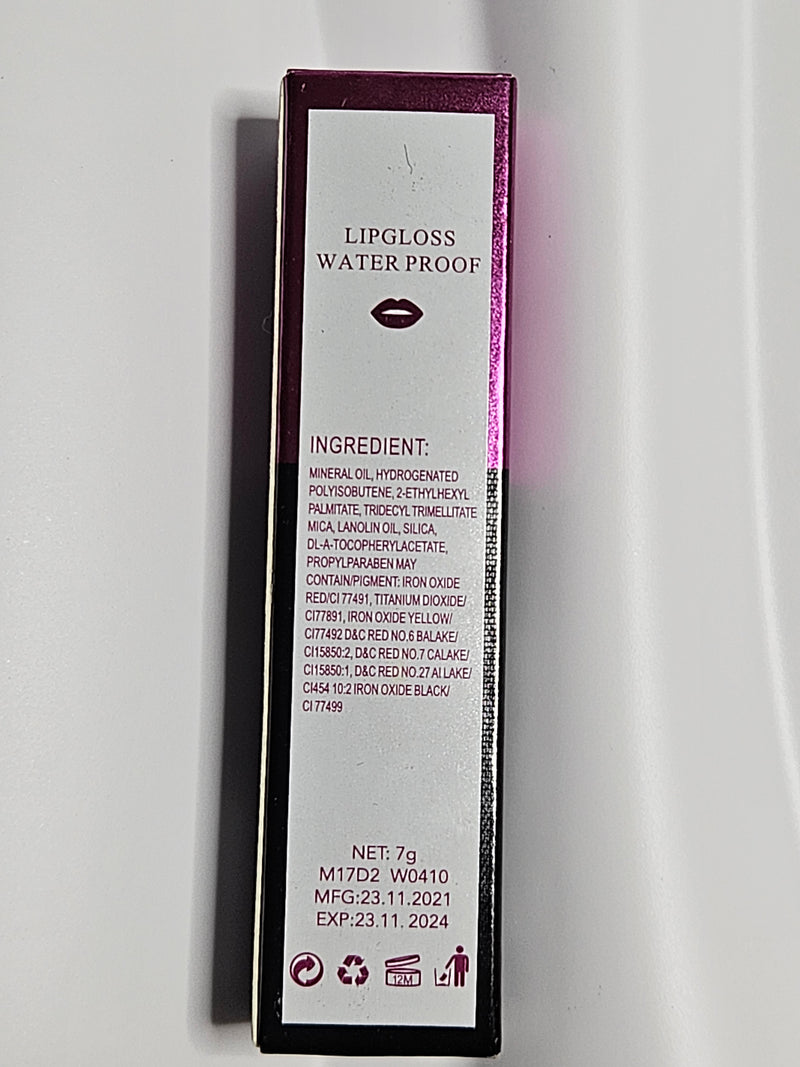 LIPGLOSS
WATER PROOF
INGREDIENT:
MINERAL OIL, HYDROGENATED
POLYISOBUTENE, 2-ETHYLHEXYL
PALMITATE, TRIDECYL TRIMELLITATE
MICA, LANOLIN OIL, SILICA,
DL-A-TOCOPHERYLACETATE,
PROPYLPARABEN MAY
CONTAIN/PIGMENT: IRON OXIDE
RED/CI 77491, TITANIUM DIOXIDE/
CI77891, IRON OXIDE YELLOW/
CI77492 D&C RED NO.6 BALAKE/
CI15850:2, D&C RED NO.7 CALAKE/
CI15850:1, D&C RED NO.27 AI LAKE/
CI454 10:2 IRON OXIDE BLACK/
CI 77499
NET: 7g
M17D2 W0410
MFG:23.11.2021
EXP:23.11. 2024
12M